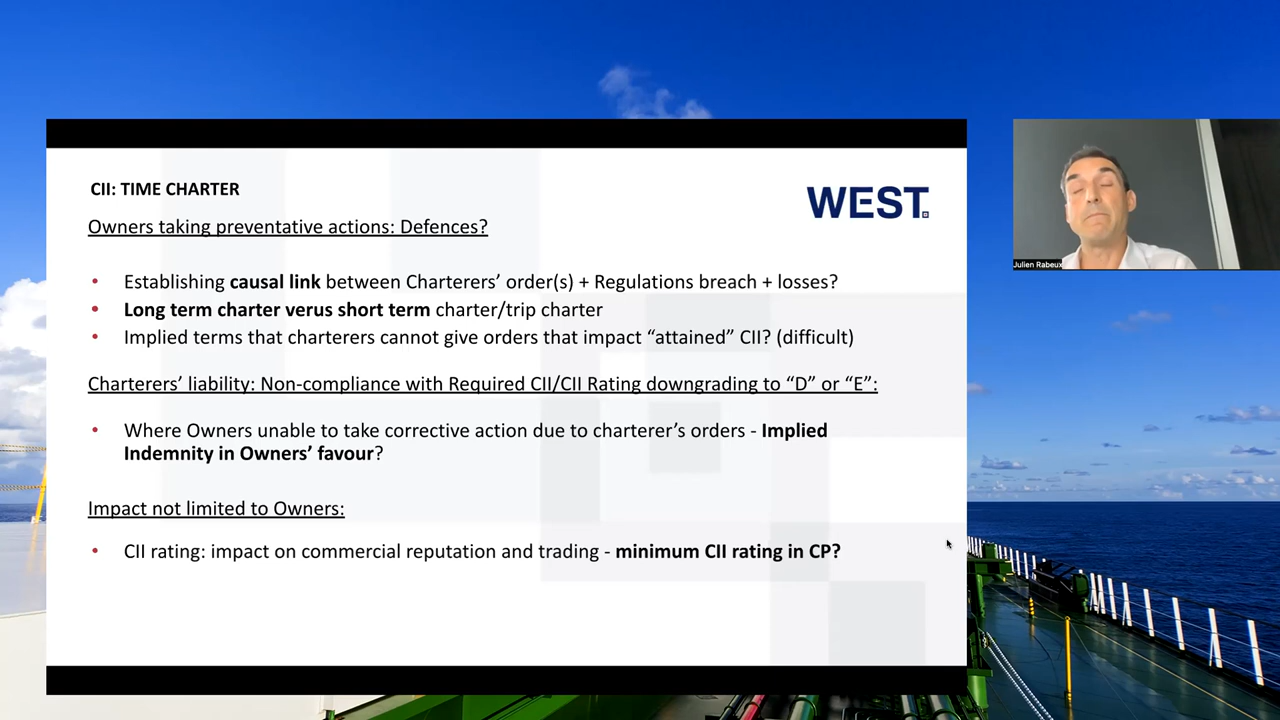 CII: TIME CHARTER
WEST.
Owners taking preventative actions: Defences?
• Establishing causal link between Charterers’ order(s) + Regulations breach + losses?
• Long term charter verus short term charter/trip charter
• Implied terms that charterers cannot give orders that impact “attained” CII? (difficult)
Charterers’ liability: Non-compliance with Required CII/CII Rating downgrading to “D” or “E”:
• Where Owners unable to take corrective action due to charterer’s orders - Implied
Indemnity in Owners’ favour?
Impact not limited to Owners:
• CII rating: impact on commercial reputation and trading - minimum CII rating in CP?
Julien Rabeux